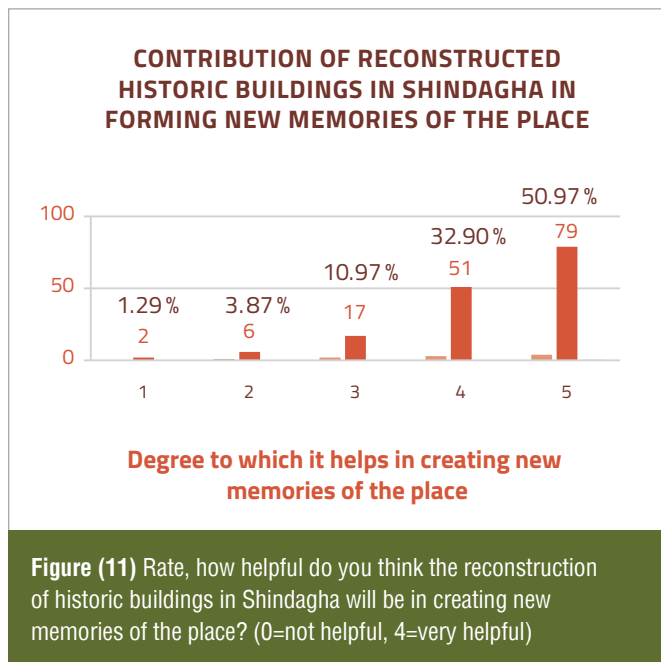 CONTRIBUTION OF RECONSTRUCTED
HISTORIC BUILDINGS IN SHINDAGHA IN
FORMING NEW MEMORIES OF THE PLACE
50.97 %
100
79
32.90 %
51
10.97 %
50
17
1.29 %
3.87 %
2
6
0
1 2 3 4 5
Degree to which it helps in creating new
memories of the place
Figure (11) Rate, how helpful do you think the reconstruction
of historic buildings in Shindagha will be in creating new
memories of the place? (0=not helpful, 4=very helpful)